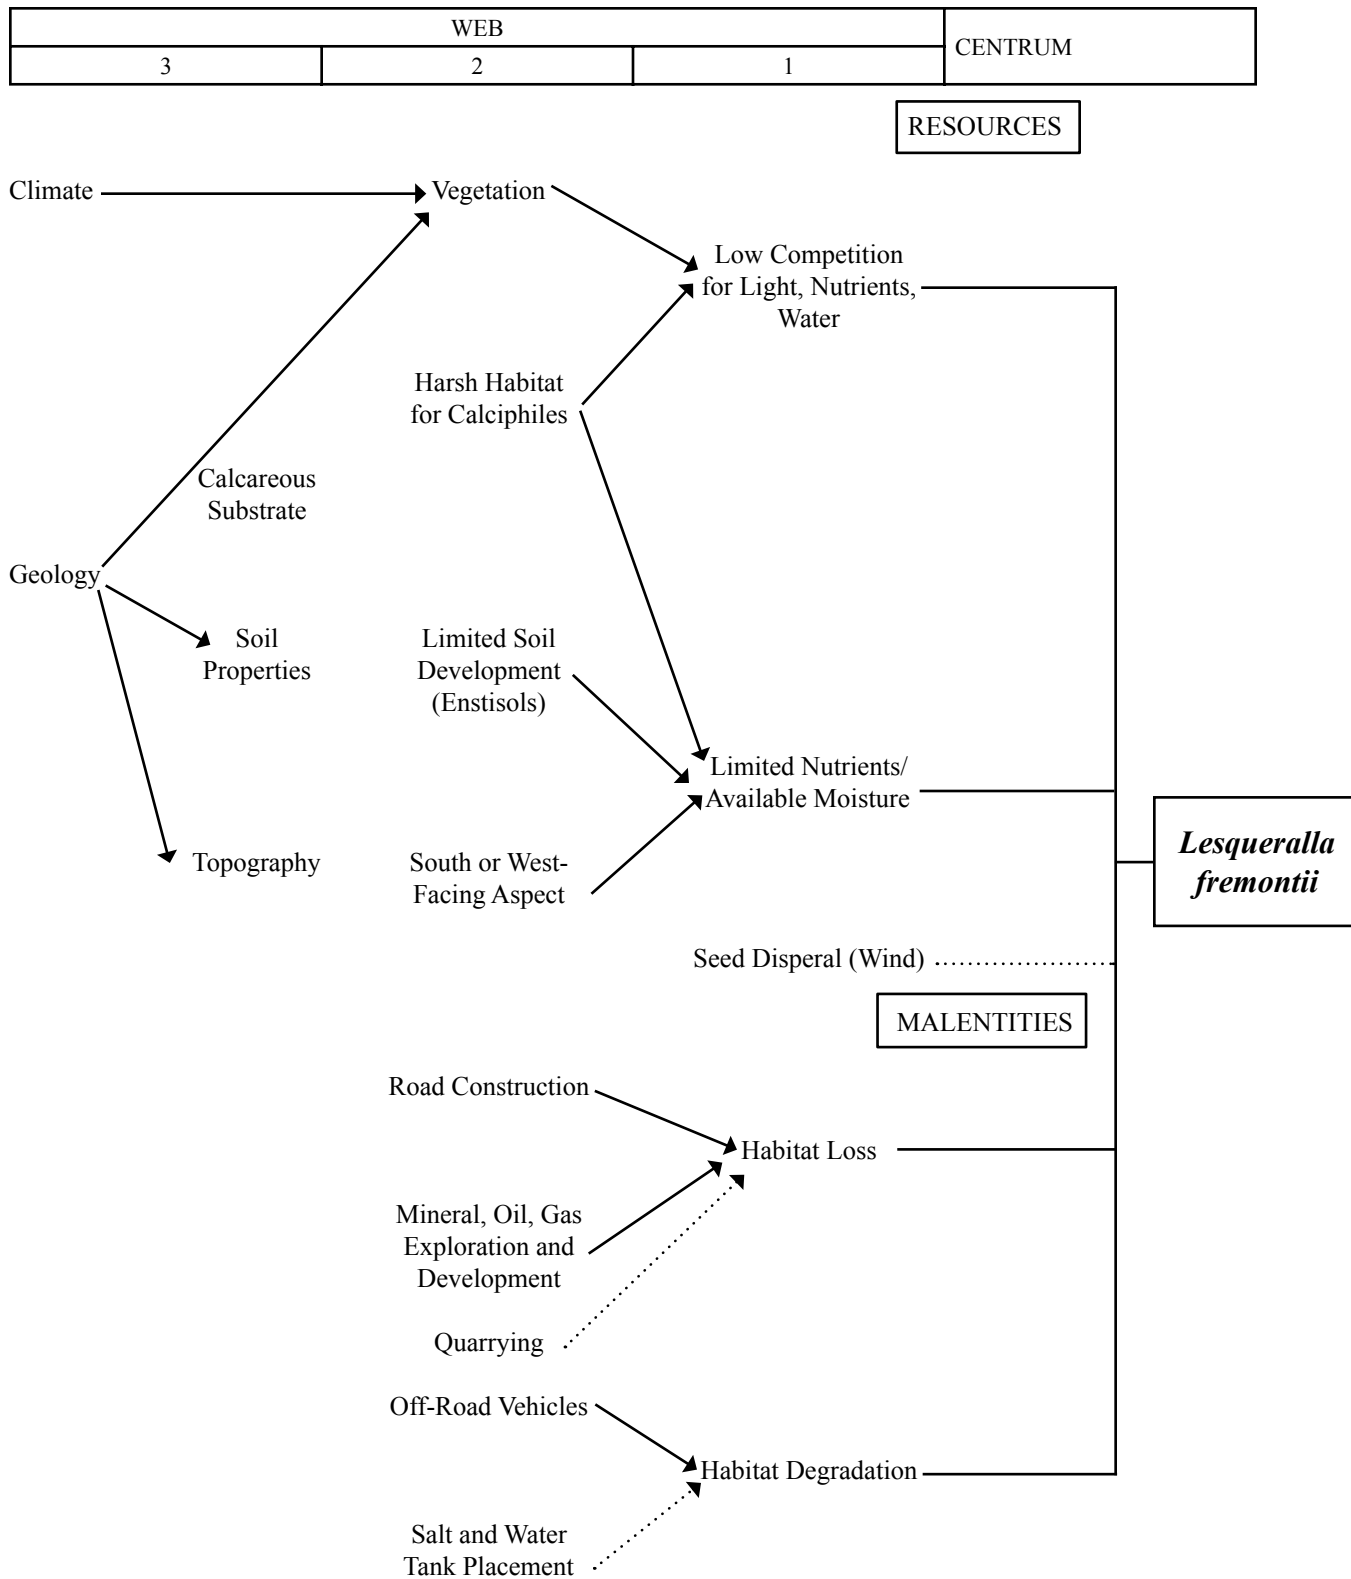 WEB
CENTRUM
3
2
1
RESOURCES
Climate
Vegetation
Low Competition
for Light, Nutrients,
Water
Harsh Habitat
for Calciphiles
Calcareous
Substrate
Geology
Soil
Properties
Limited Soil
Development
(Enstisols)
Limited Nutrients/
Available Moisture
Topography
South or West-
Facing Aspect
Lesqueralla
fremontii
Seed Disperal (Wind)
MALENTITIES
Road Construction
Habitat Loss
Mineral, Oil, Gas
Exploration and
Development
Quarrying
Off-Road Vehicles
Habitat Degradation
Salt and Water
Tank Placement